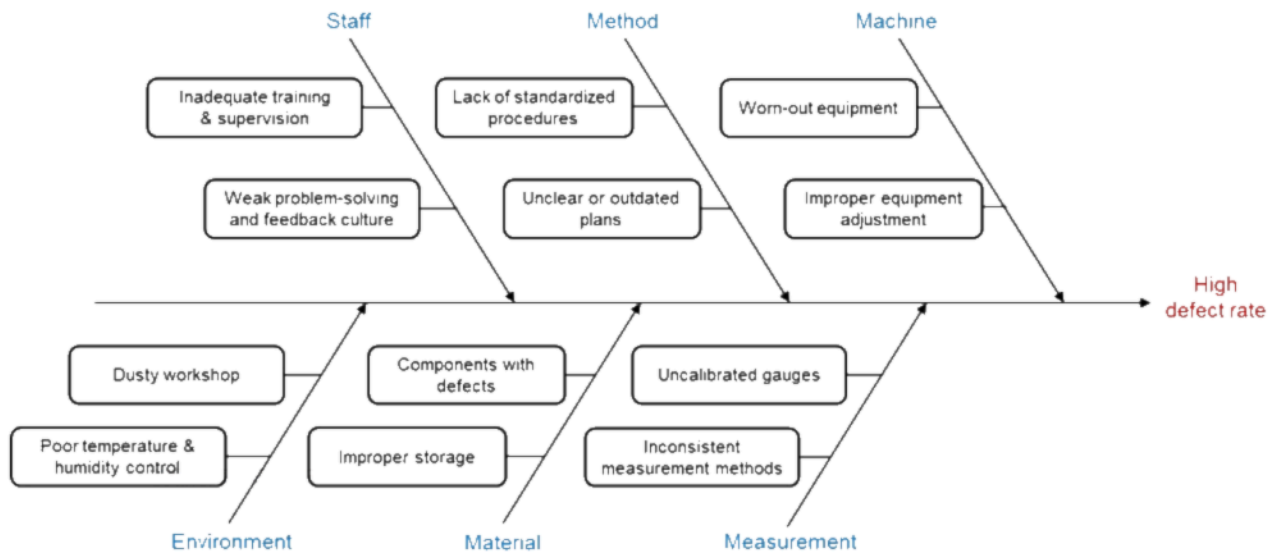 Staff
Method
Machine
Inadequate training
& supervision
Lack of standardized
procedures
Worn-out equipment
Weak problem-solving
and feedback culture
Unclear or outdated
plans
Improper equipment
adjustment
High
defect rate
Dusty workshop
Components with
defects
Uncalibrated gauges
Poor temperature &
humidity control
Improper storage
Inconsistent
measurement methods
Environment
Material
Measurement